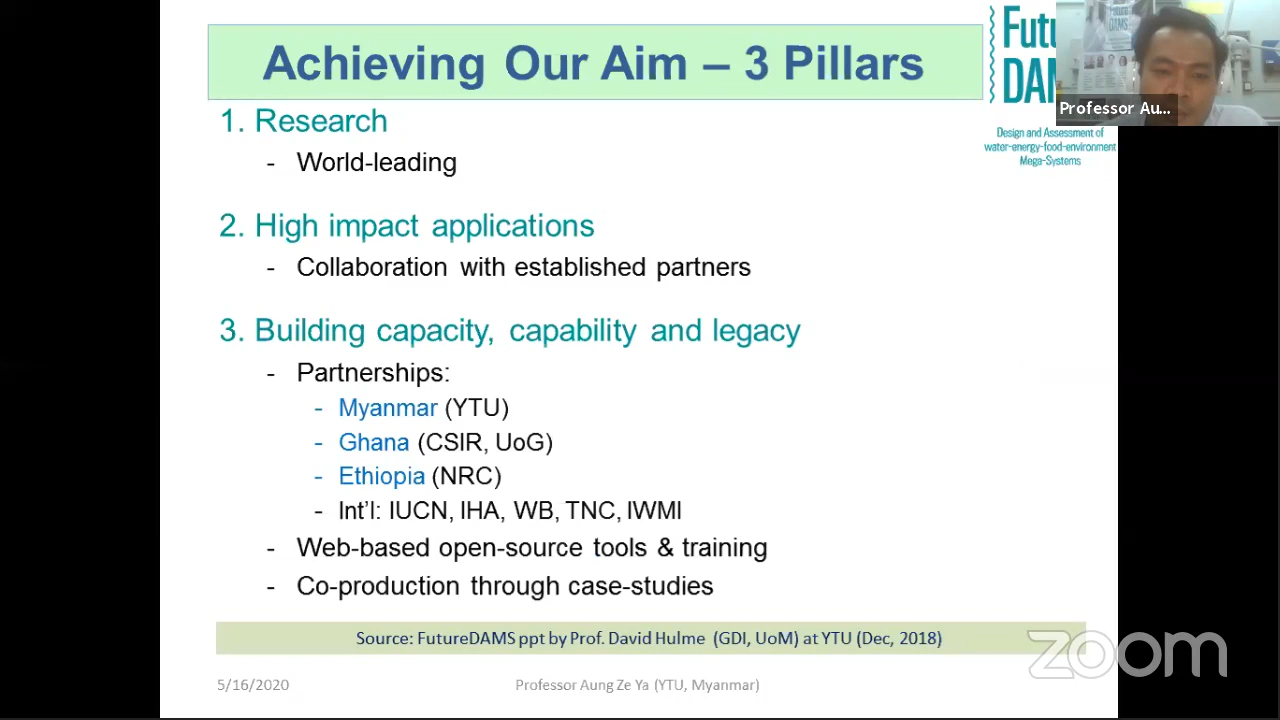 Achieving Our Aim – 3 Pillars
Futu
DAM
Professor Au...
Design and Assessment of
water-energy-food-environment
Mega-Systems
1. Research
- World-leading
2. High impact applications
- Collaboration with established partners
3. Building capacity, capability and legacy
- Partnerships:
- Myanmar (YTU)
- Ghana (CSIR, UoG)
- Ethiopia (NRC)
- Int'l: IUCN, IHA, WB, TNC, IWMI
- Web-based open-source tools & training
- Co-production through case-studies
Source: FutureDAMS ppt by Prof. David Hulme (GDI, UoM) at YTU (Dec, 2018)
zoom
5/16/2020
Professor Aung Ze Ya (YTU, Myanmar)